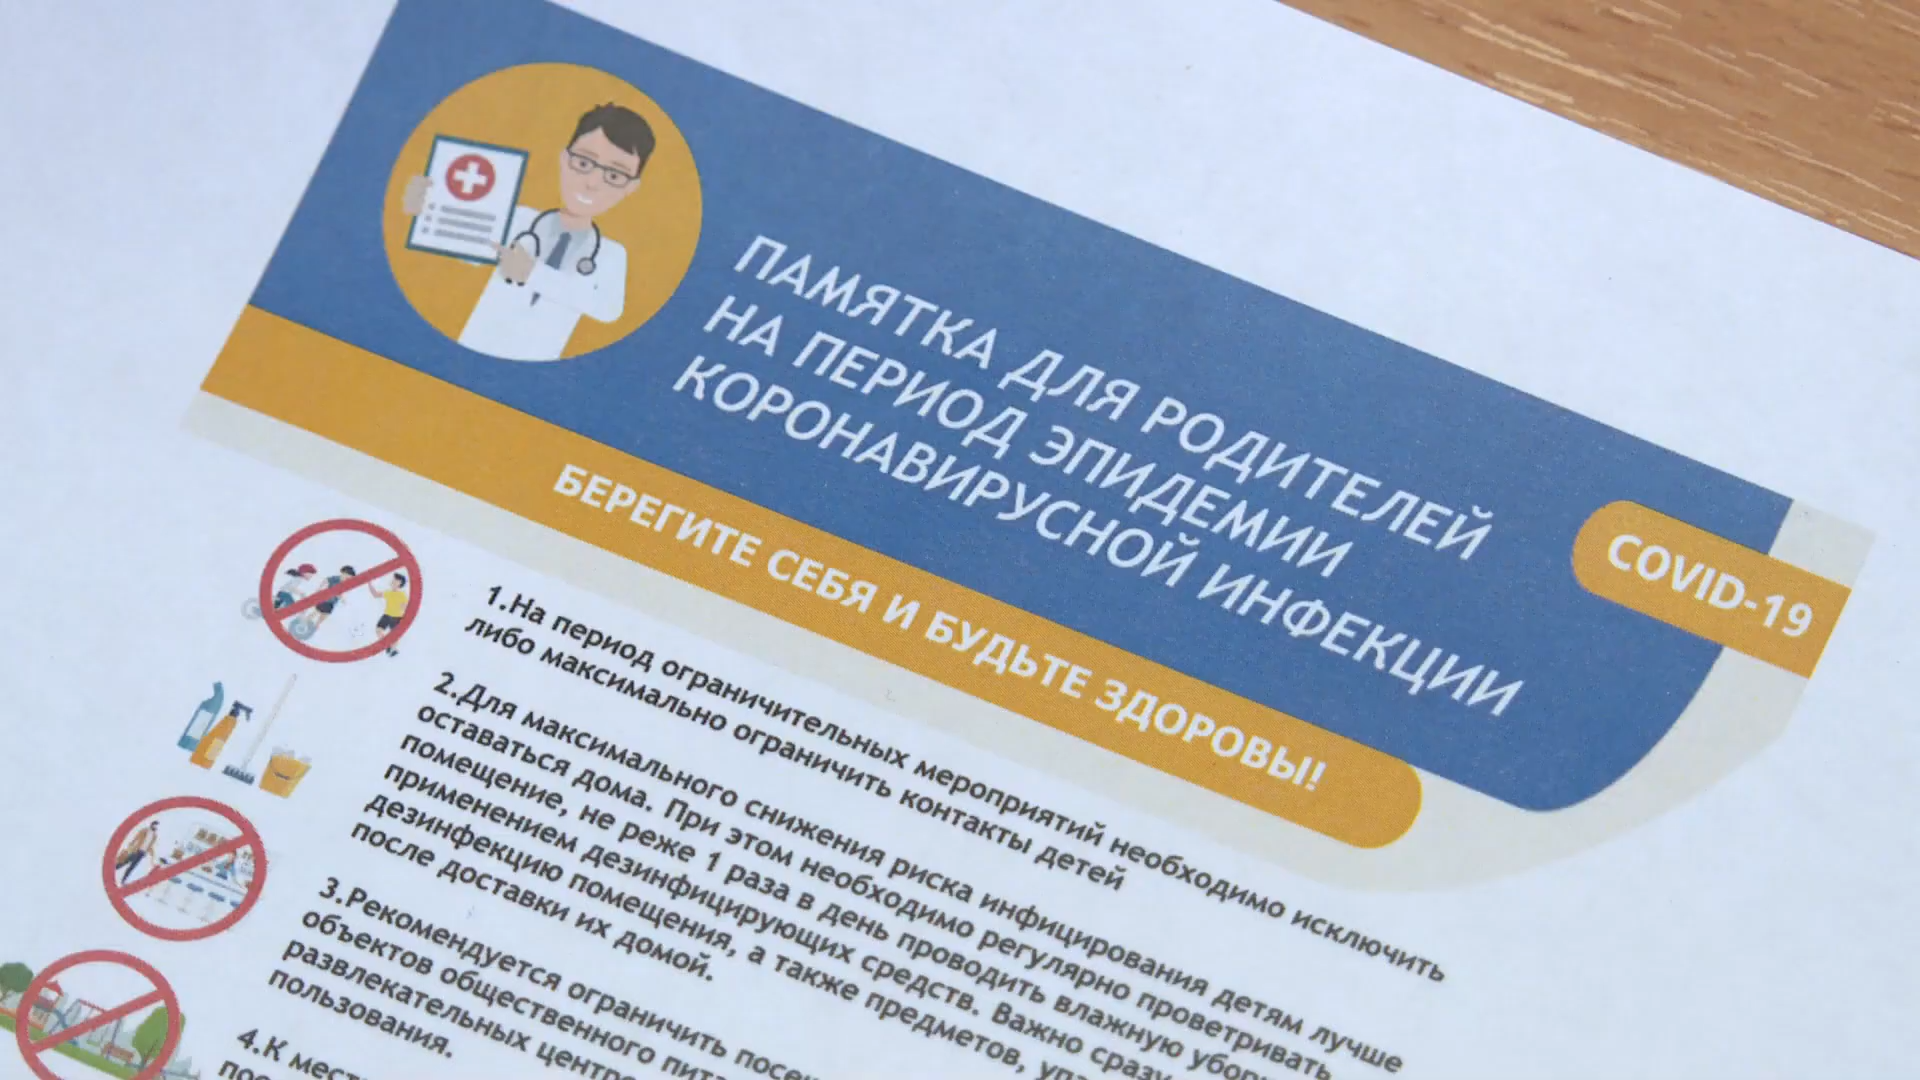 ПАМЯТКА ДЛЯ РОДИТЕЛЕЙ
НА ПЕРИОД ЭПИДЕМИИ
КОРОНАВИРУСНОЙ ИНФЕКЦИИ
COVID-19
БЕРЕГИТЕ СЕБЯ И БУДЬТЕ ЗДОРОВЫ!
1.На период ограничительных мероприятий необходимо исключить
либо максимально ограничить контакты детей
2.Для максимального снижения риска инфицирования детям лучше
оставаться дома. При этом необходимо регулярно проветривать
помещение, не реже 1 раза в день проводить влажную
применением дезинфицирующих средств. Важно сразу
дезинфекцию помещения, а также предметов,
после доставки их домой.
3.Рекомендуется ограничить
объектов общественного
развлекательных
пользования.
4.К